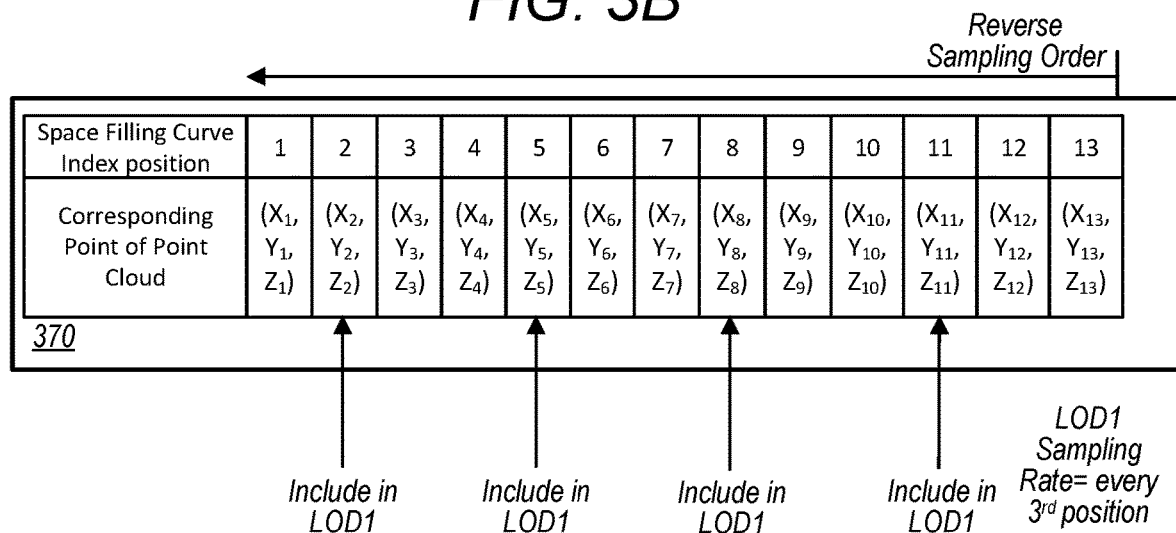 FIG. 3B
Reverse
Sampling Order
Space Filling Curve
Index position
1 2 3 4 5 6 7 8 9 10 11 12 13
Corresponding
Point of Point
Cloud
(X₁, (X₂, (X₃, (X₄, (X₅, (X₆, (X₇, (X₈, (X₉, (X₁₀, (X₁₁, (X₁₂, (X₁₃,
Y₁, Y₂, Y₃, Y₄, Y₅, Y₆, Y₇, Y₈, Y₉, Y₁₀, Y₁₁, Y₁₂, Y₁₃,
Z₁) Z₂) Z₃) Z₄) Z₅) Z₆) Z₇) Z₈) Z₉) Z₁₀) Z₁₁) Z₁₂) Z₁₃)
370
Include in
LOD1
Include in
LOD1
Include in
LOD1
Include in
LOD1
LOD1
Sampling
Rate= every
3rd position